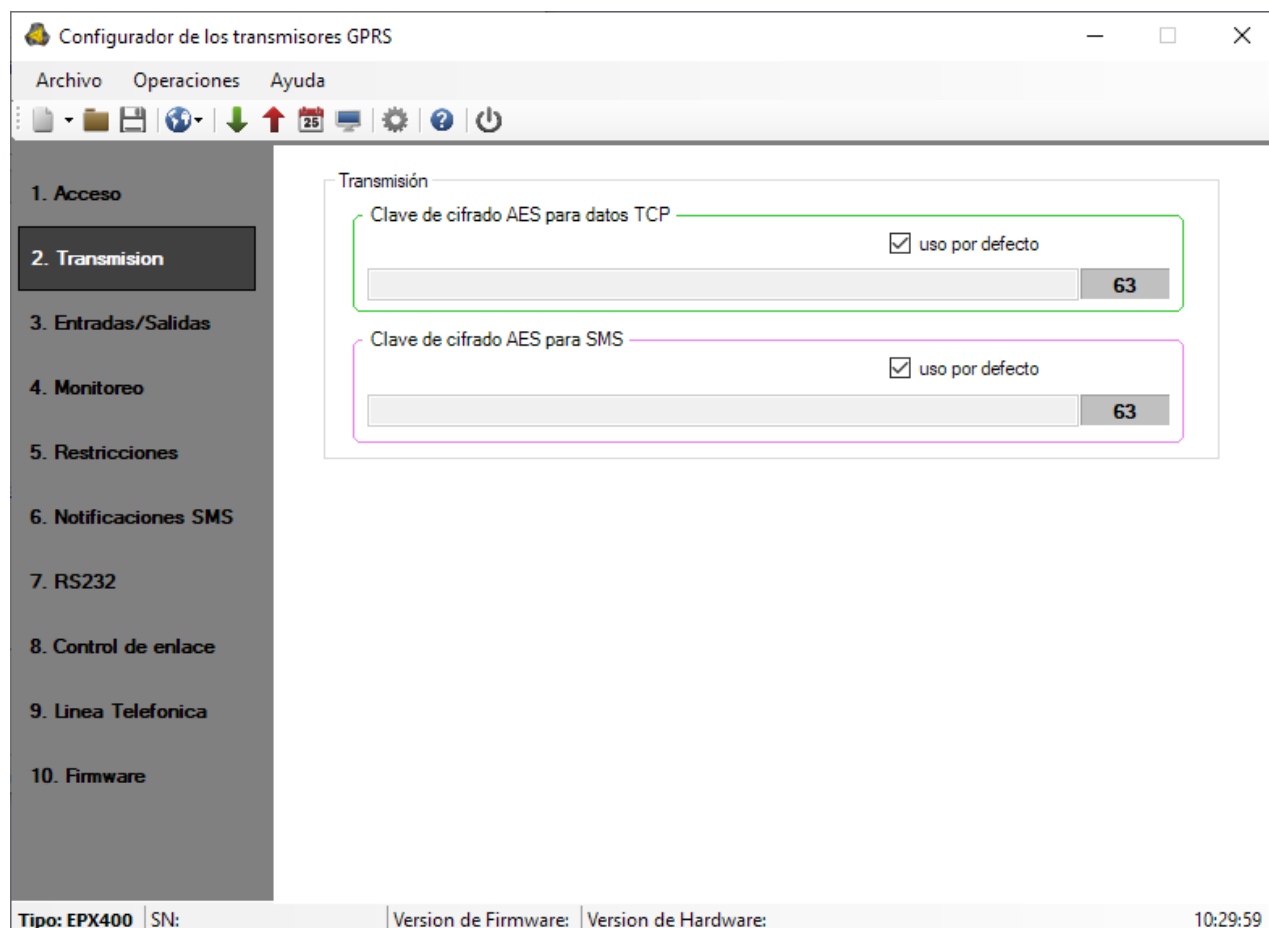 Configurador de los transmisores GPRS
Archivo Operaciones Ayuda
25
1. Acceso
2. Transmision
3. Entradas/Salidas
4. Monitoreo
5. Restricciones
6. Notificaciones SMS
7. RS232
8. Control de enlace
9. Linea Telefonica
10. Firmware
Transmisión
Clave de cifrado AES para datos TCP
uso por defecto
63
Clave de cifrado AES para SMS
uso por defecto
63
Tipo: EPX400 SN: Version de Firmware: Version de Hardware: 10:29:59